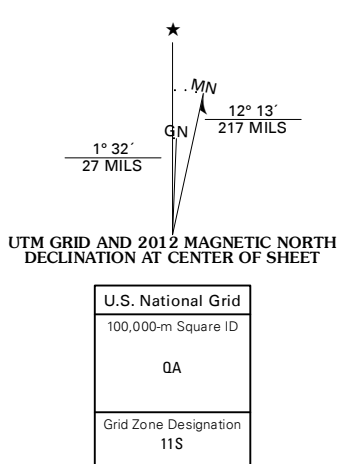 ★
MN
GN
12° 13´
217 MILS
1° 32´
27 MILS
UTM GRID AND 2012 MAGNETIC NORTH
DECLINATION AT CENTER OF SHEET
U.S. National Grid
100,000-m Square ID
QA
Grid Zone Designation
11S